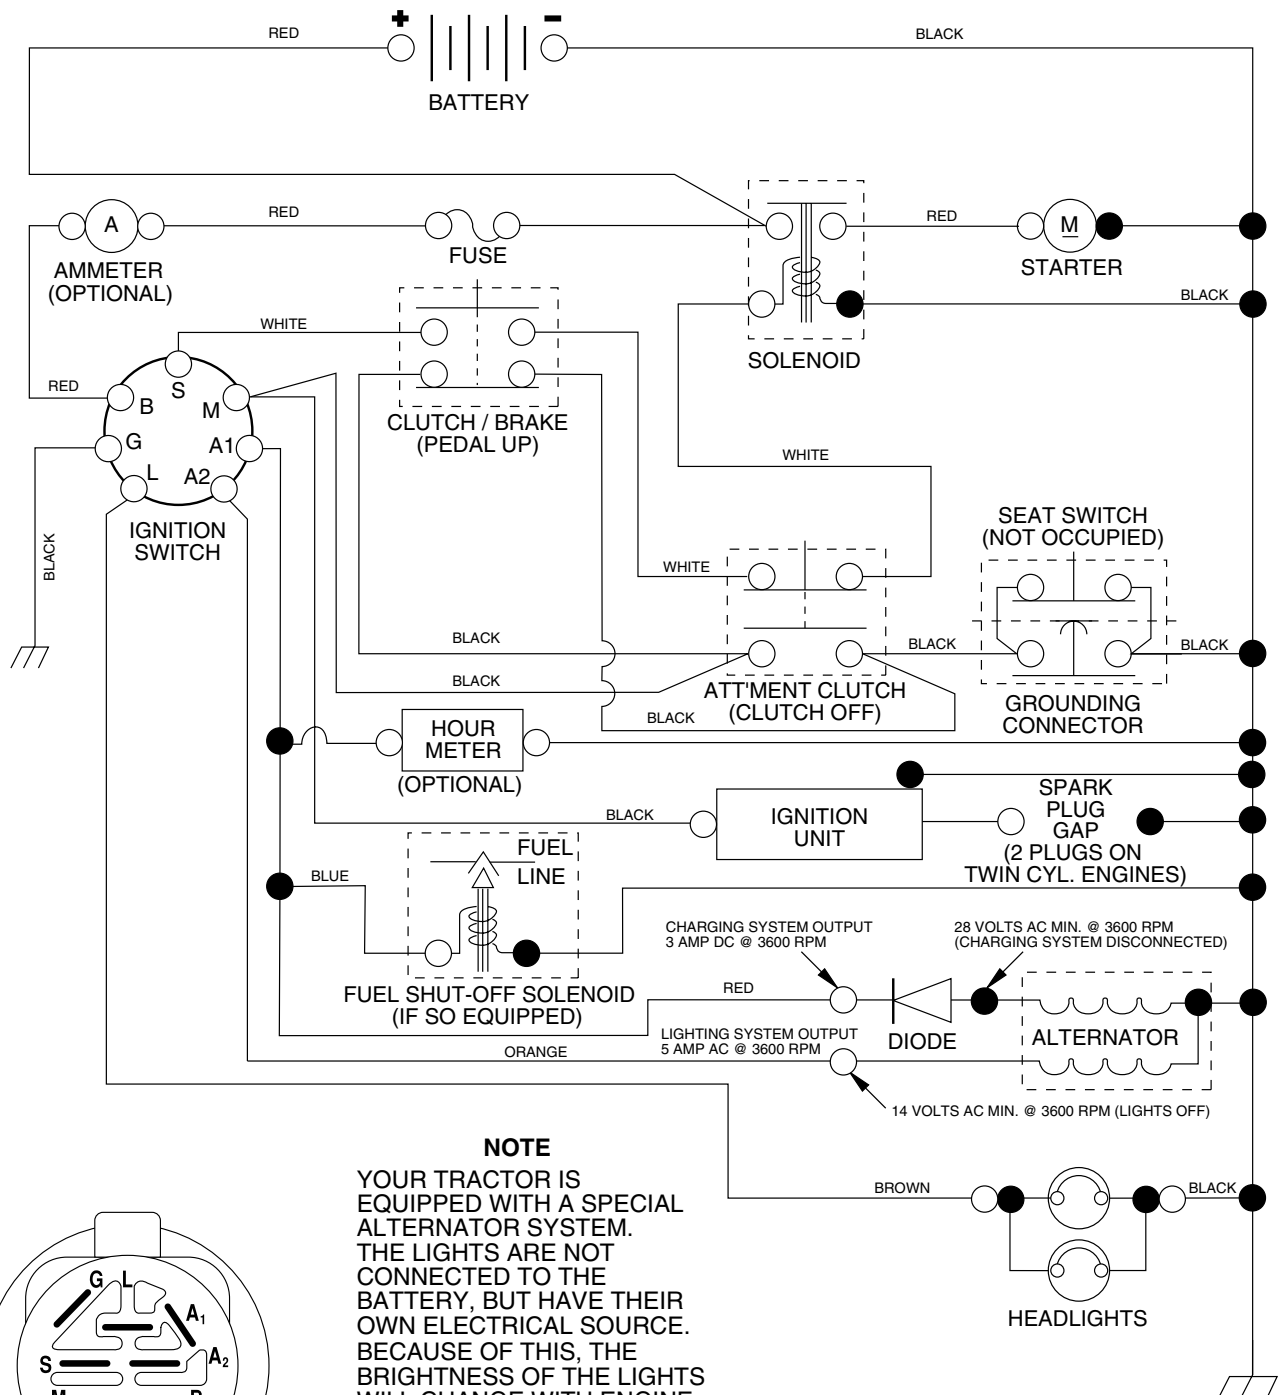 +
-
RED
BLACK
BATTERY
A
RED
FUSE
RED
M
AMMETER
(OPTIONAL)
STARTER
BLACK
SOLENOID
WHITE
RED
S
B
M
G
A1
L
A2
CLUTCH / BRAKE
(PEDAL UP)
IGNITION
SWITCH
BLACK
WHITE
SEAT SWITCH
(NOT OCCUPIED)
WHITE
BLACK
BLACK
BLACK
BLACK
ATT'MENT CLUTCH
(CLUTCH OFF)
BLACK
GROUNDING
CONNECTOR
HOUR
METER
(OPTIONAL)
BLACK
IGNITION
UNIT
SPARK
PLUG
GAP
(2 PLUGS ON
TWIN CYL. ENGINES)
BLUE
FUEL
LINE
FUEL SHUT-OFF SOLENOID
(IF SO EQUIPPED)
CHARGING SYSTEM OUTPUT
3 AMP DC @ 3600 RPM
28 VOLTS AC MIN. @ 3600 RPM
(CHARGING SYSTEM DISCONNECTED)
RED
DIODE
ALTERNATOR
ORANGE
LIGHTING SYSTEM OUTPUT
5 AMP AC @ 3600 RPM
14 VOLTS AC MIN. @ 3600 RPM (LIGHTS OFF)
BROWN
BLACK
HEADLIGHTS
NOTE
YOUR TRACTOR IS
EQUIPPED WITH A SPECIAL
ALTERNATOR SYSTEM.
THE LIGHTS ARE NOT
CONNECTED TO THE
BATTERY, BUT HAVE THEIR
OWN ELECTRICAL SOURCE.
BECAUSE OF THIS, THE
BRIGHTNESS OF THE LIGHTS
WILL CHANGE WITH ENGINE
G
L
A1
S
A2
M
B